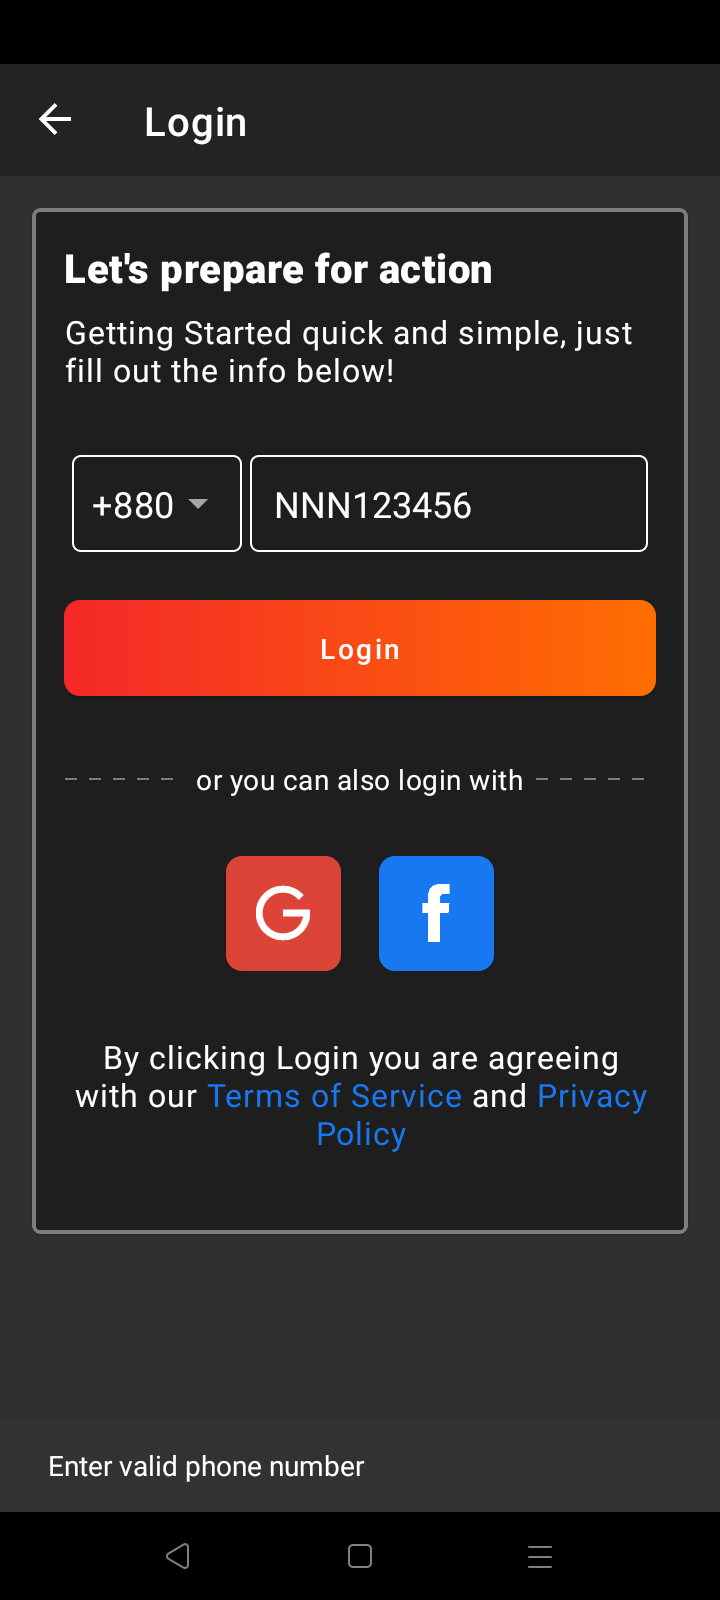 Login
Let's prepare for action
Getting Started quick and simple, just
fill out the info below!
+880 NNN123456
Login
or you can also login with
G f
By clicking Login you are agreeing
with our Terms of Service and Privacy
Policy
Enter valid phone number